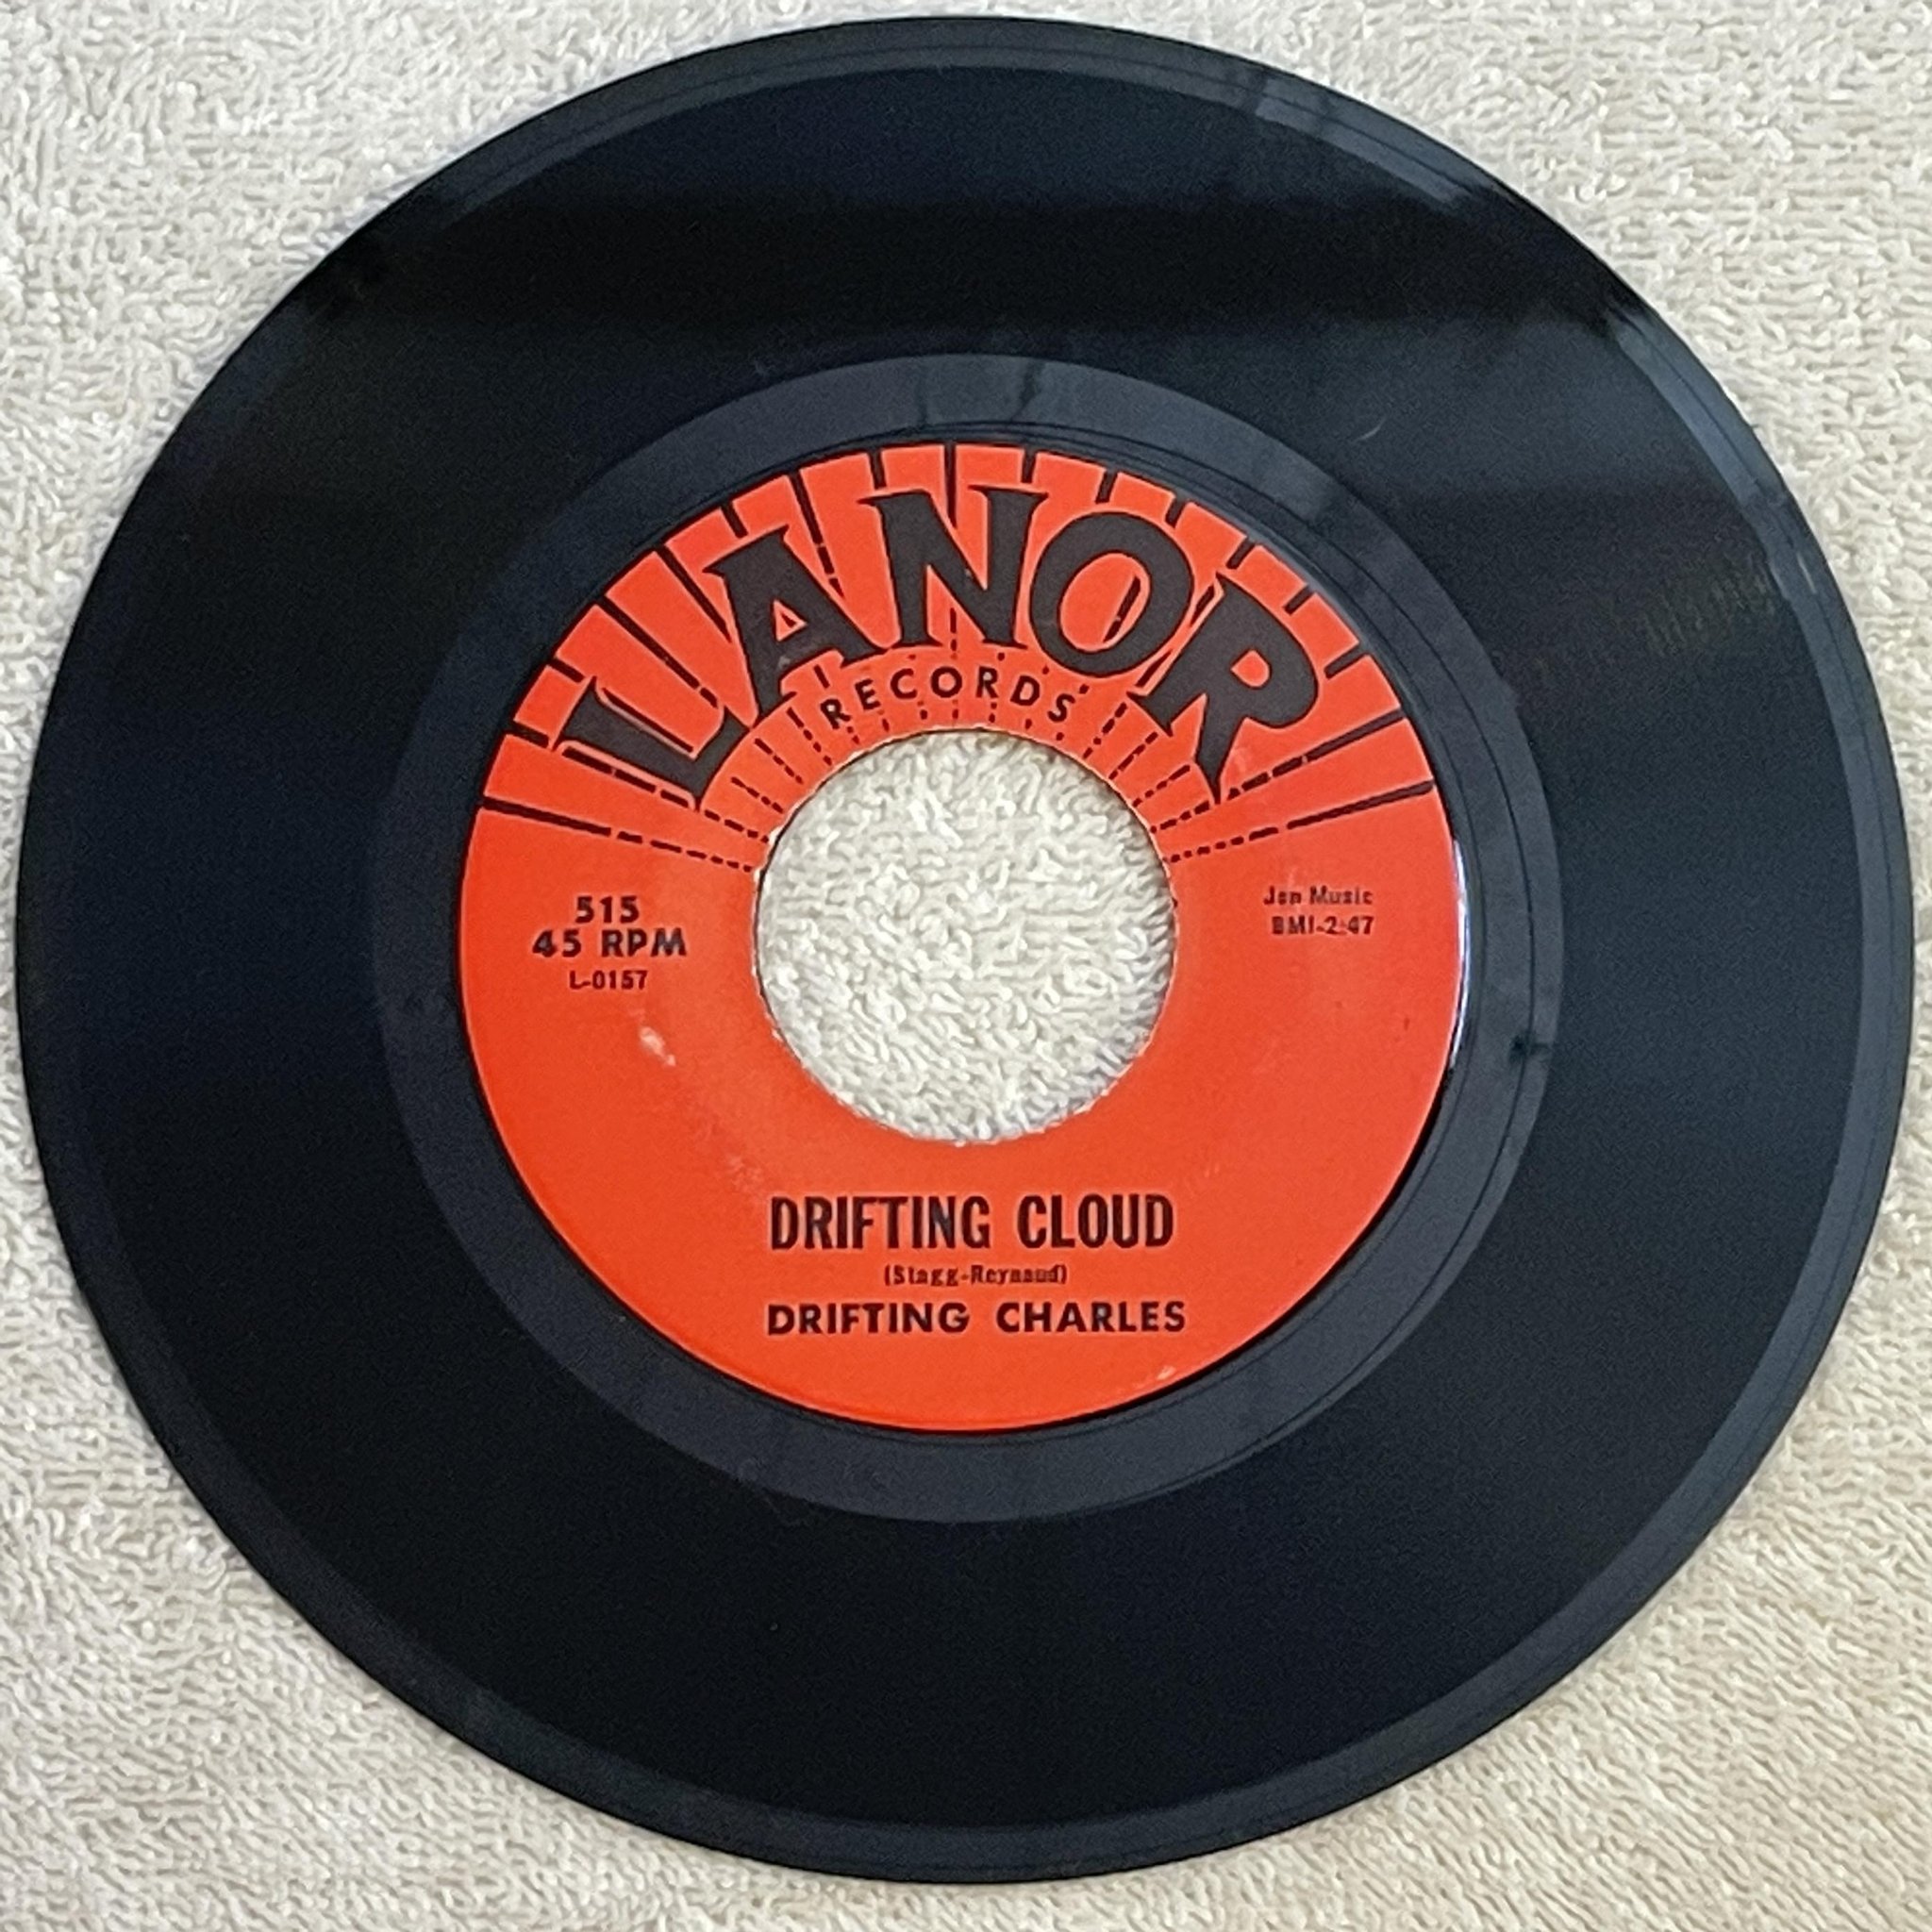 LANOR
RECORDS
515
45 RPM
L-0157
Jon Music
BMI-2:47
DRIFTING CLOUD
(Stagg-Reynaud)
DRIFTING CHARLES